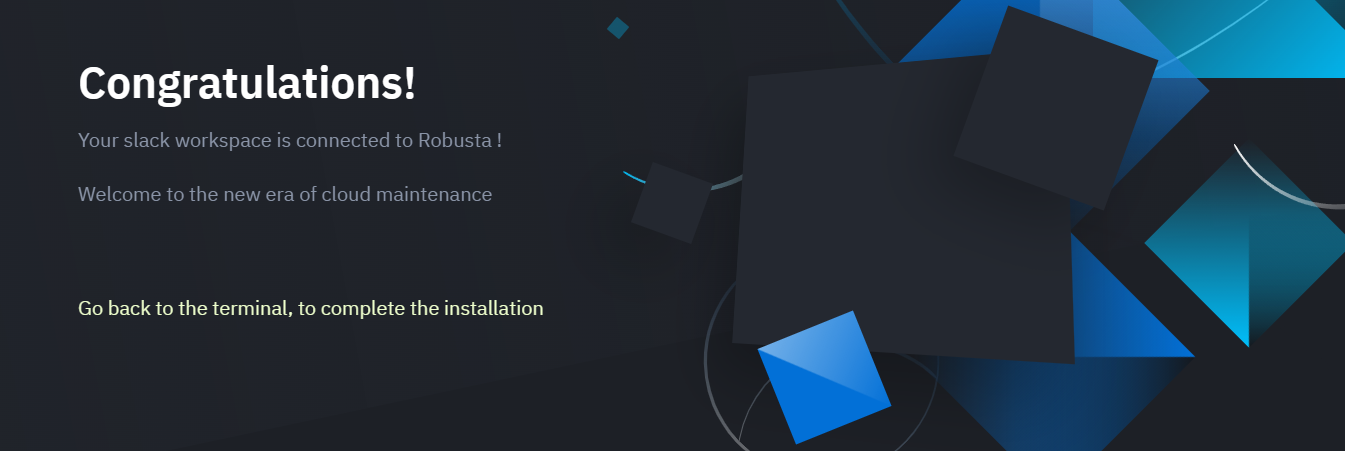 Congratulations!
Your slack workspace is connected to Robusta !
Welcome to the new era of cloud maintenance
Go back to the terminal, to complete the installation